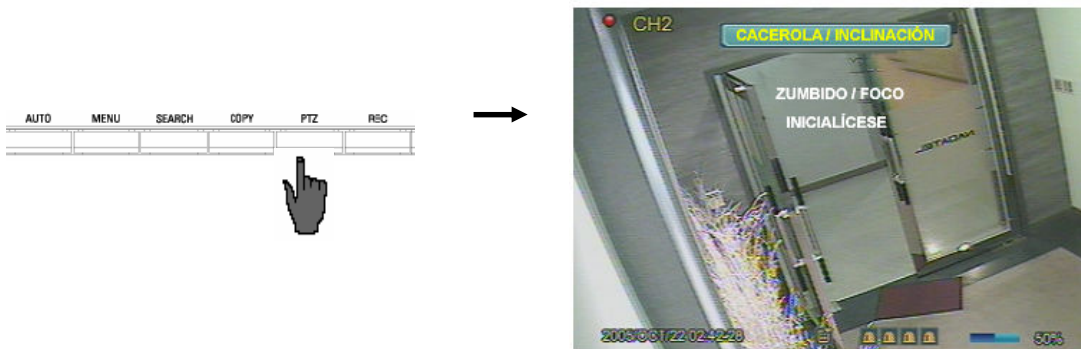 AUTO MENU SEARCH COPY PTZ REC
CH2
CACEROLA / INCLINACIÓN
ZUMBIDO / FOCO
INICIALÍCESE
NADATEL
2005/OCT/22 02:42:28
50%